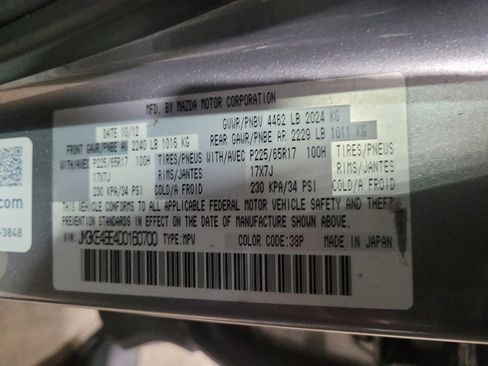 MFD. BY MAZDA MOTOR CORPORATION
DATE 10/12 GVWR/PNBV 4462 LB 2024 KG
FRONT GAWR/PNBE AV 2240 LB 1016 KG REAR GAWR/PNBE AR 2229 LB 1011 KG
WITH/AVEC P225/65R17 100H TIRES/PNEUS WITH/AVEC P225/65R17 100H TIRES/PNEUS
17X7J RIMS/JANTES 17X7J RIMS/JANTES
230 KPA/34 PSI COLD/A FROID 230 KPA/34 PSI COLD/A FROID
THIS VEHICLE CONFORMS TO ALL APPLICABLE FEDERAL MOTOR VEHICLE SAFETY
STANDARDS IN EFFECT ON THE DATE OF MANUFACTURE SHOWN ABOVE.
VIN: JM3KE4BE4D0160700 TYPE:MPV COLOR CODE:38P MADE IN JAPAN
.com
-3848